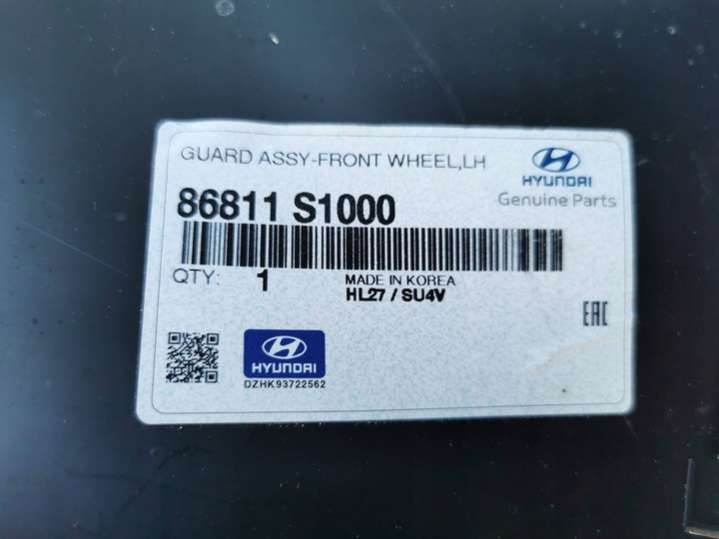 GUARD ASSY-FRONT WHEEL,LH
HYUNDAI
Genuine Parts
86811 S1000
QTY: 1
MADE IN KOREA
HL27 / SU4V
EAC
HYUNDAI
DZHK93722562